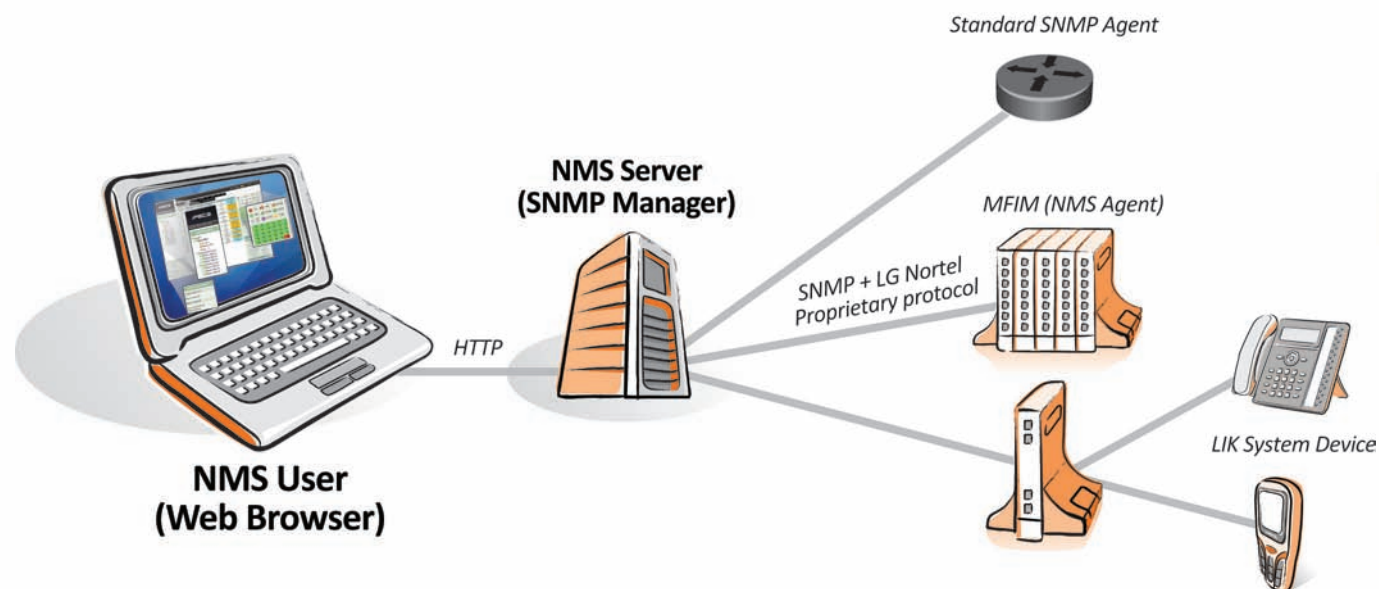 Standard SNMP Agent
NMS Server
(SNMP Manager)
MFIM (NMS Agent)
SNMP + LG Nortel
Proprietary protocol
HTTP
LIK System Device
NMS User
(Web Browser)